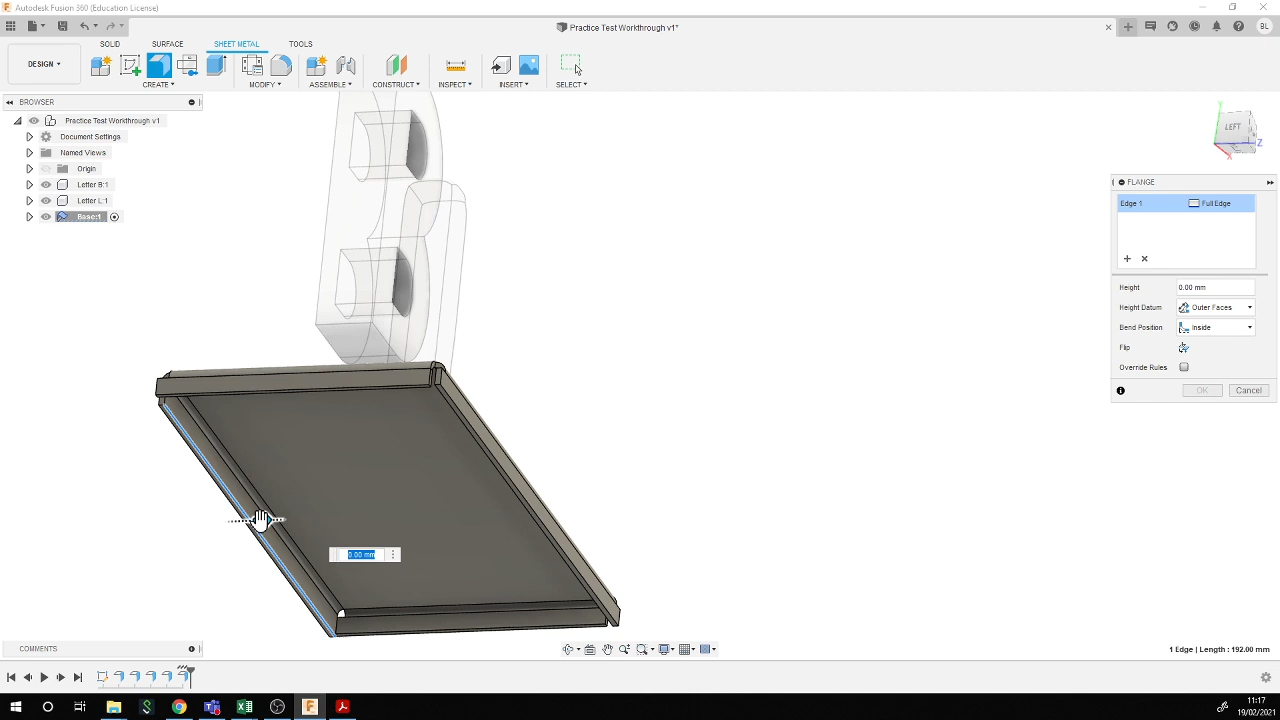 Autodesk Fusion 360 (Education License)
Practice Test Workthrough v1*
BL
SOLID SURFACE SHEET METAL TOOLS
DESIGN
CREATE MODIFY ASSEMBLE CONSTRUCT INSPECT INSERT SELECT
BROWSER
Practice Test Workthrough v1
Document Settings
Named Views
Origin
Letter B:1
Letter L:1
Base:1
LEFT
Z
X
FLANGE
Edge 1 Full Edge
Height 0.00 mm
Height Datum Outer Faces
Bend Position Inside
Flip
Override Rules
OK Cancel
0.00 mm
COMMENTS
1 Edge | Length : 192.00 mm
11:17
19/02/2021